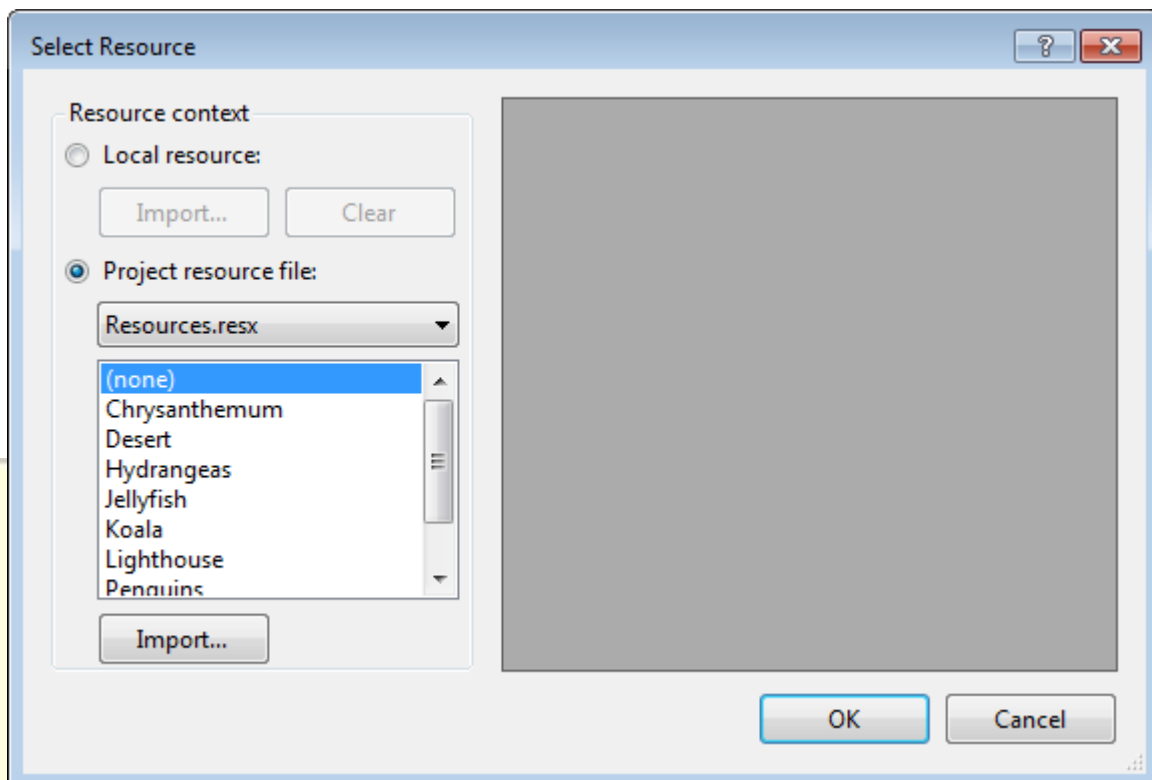 Select Resource
?
Resource context
Local resource:
Import... Clear
Project resource file:
Resources.resx
(none)
Chrysanthemum
Desert
Hydrangeas
Jellyfish
Koala
Lighthouse
Penguins
Import...
OK Cancel